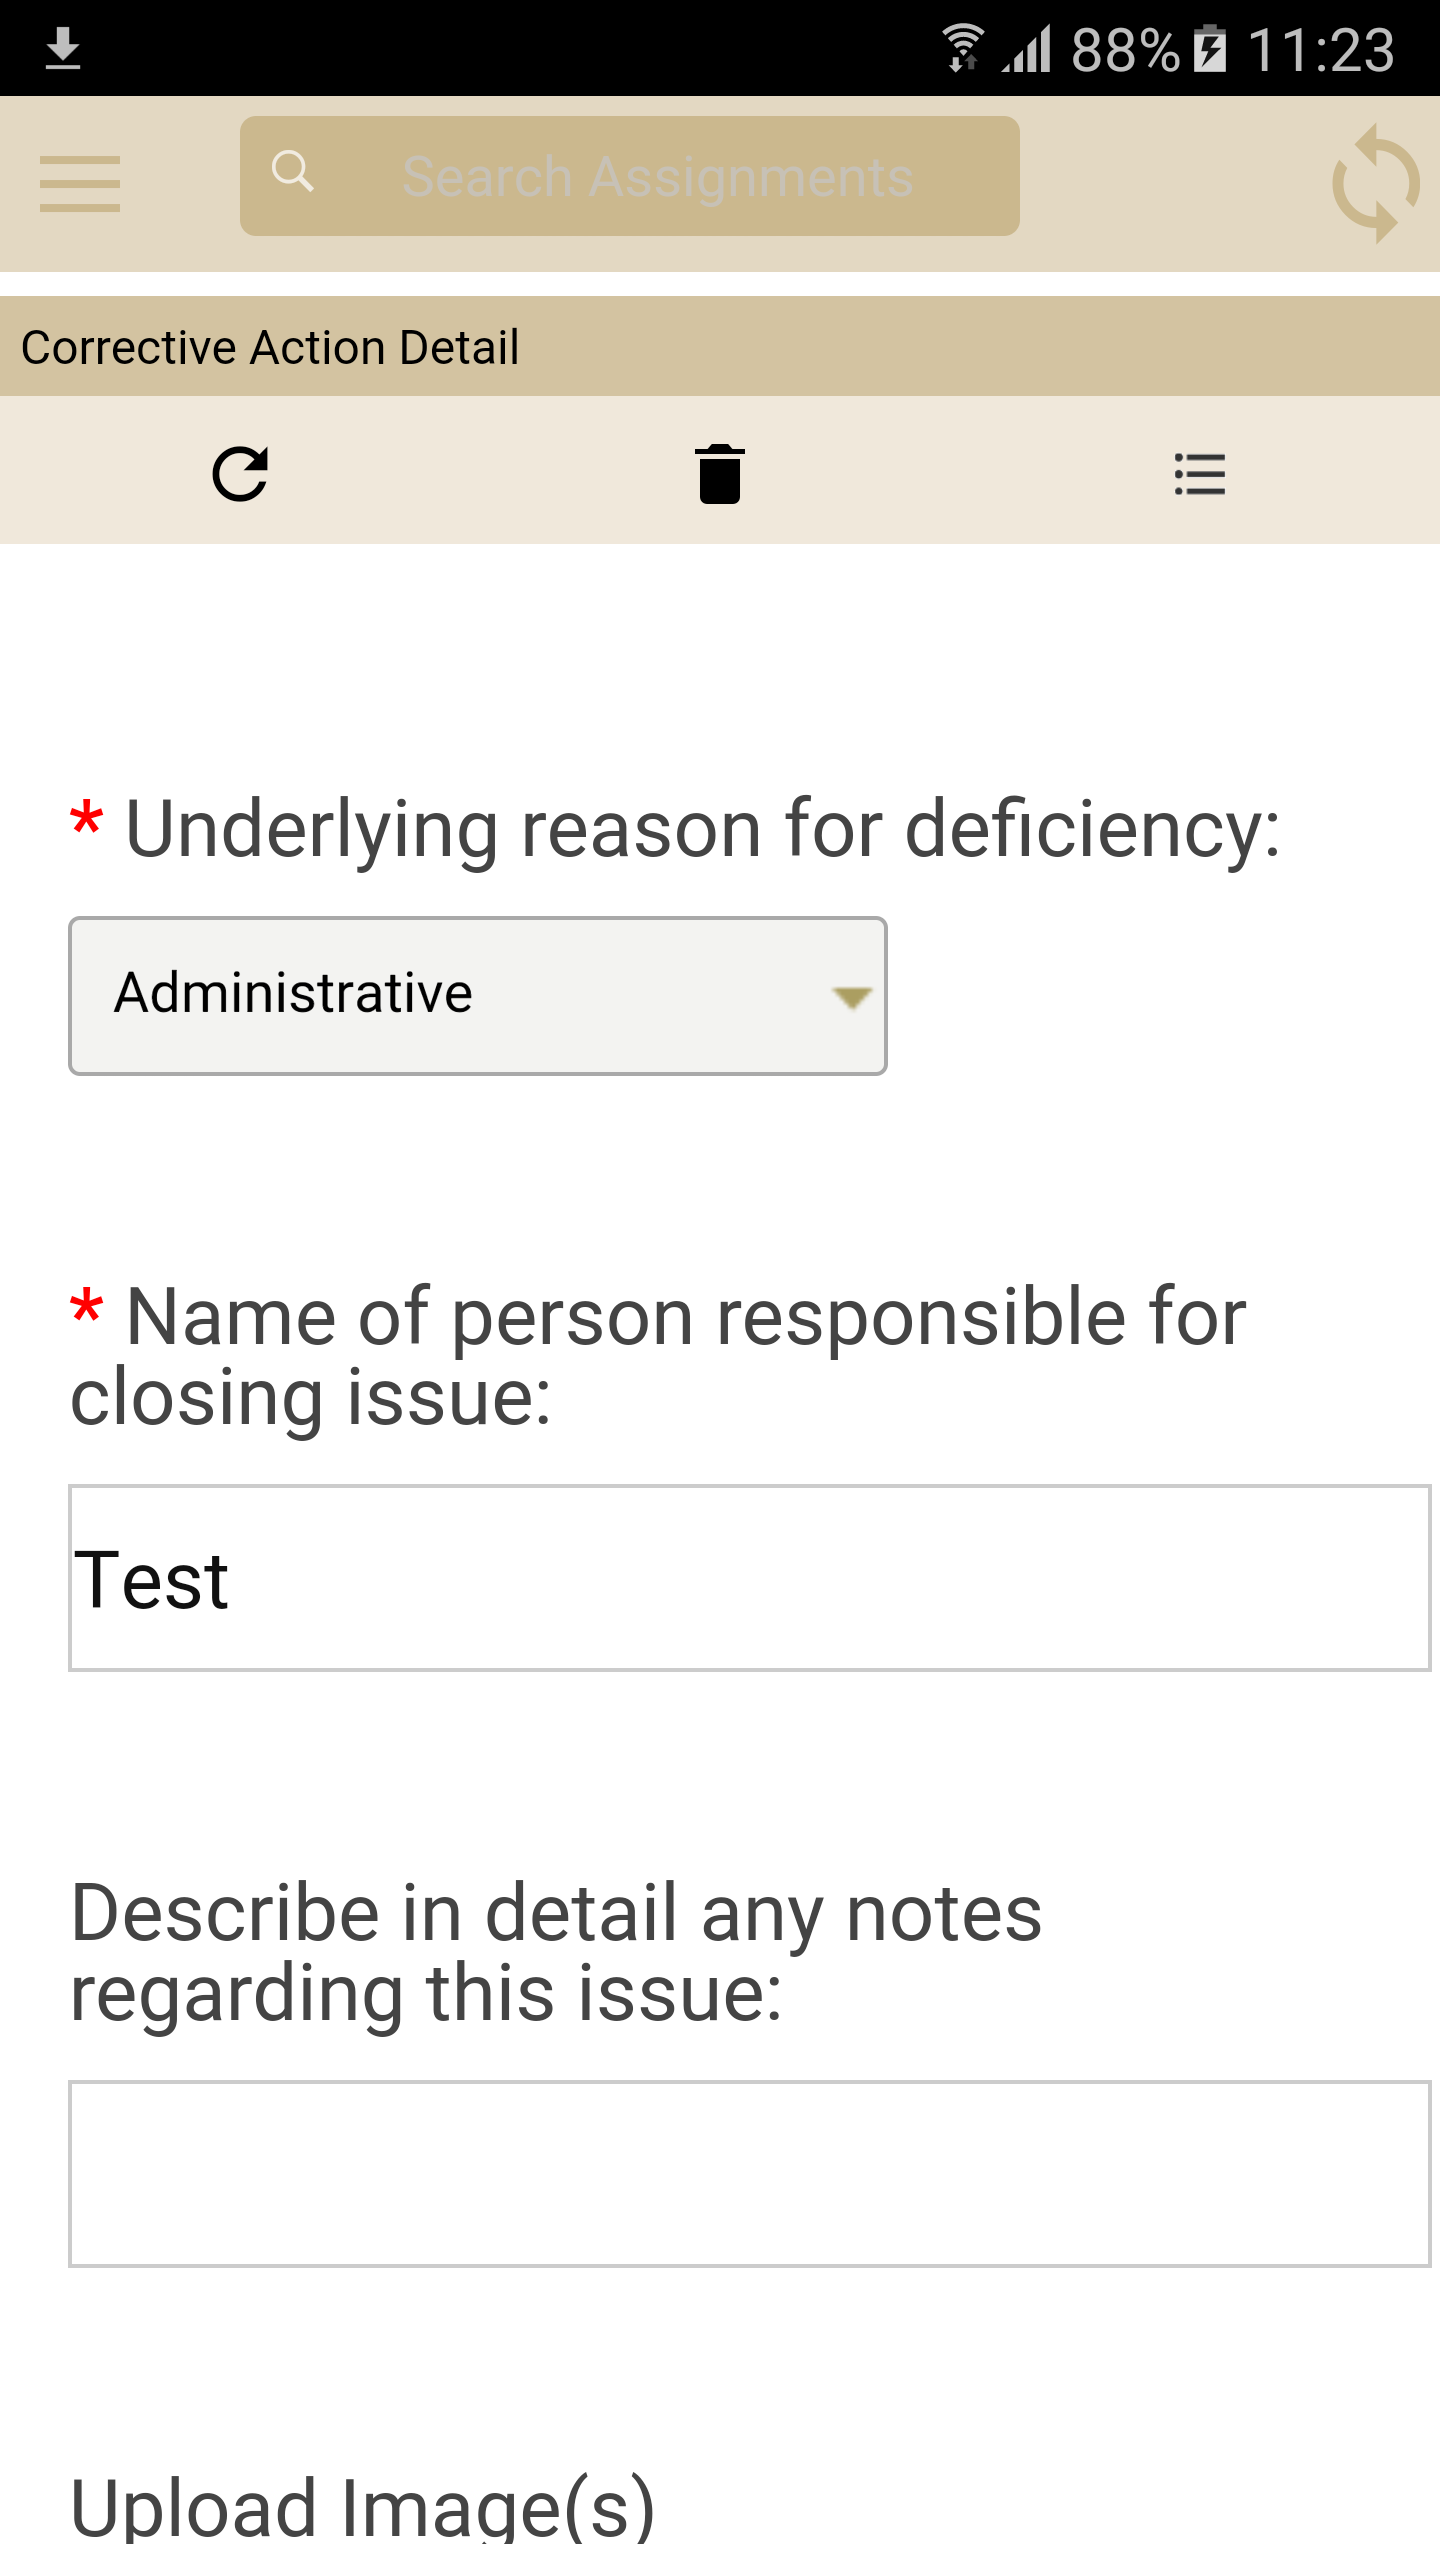 88% 11:23
Search Assignments
Corrective Action Detail
* Underlying reason for deficiency:
Administrative
* Name of person responsible for
closing issue:
Test
Describe in detail any notes
regarding this issue:
Upload Image(s)